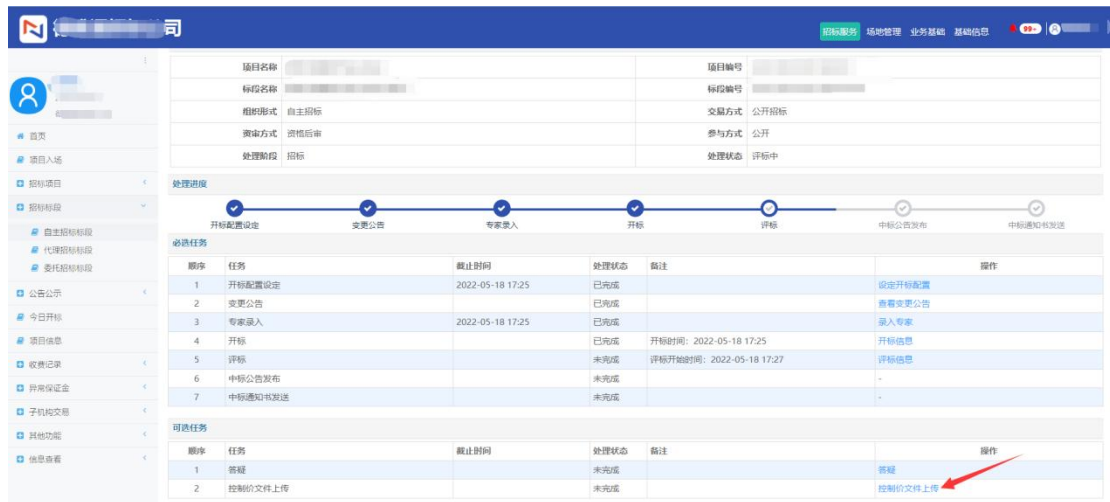 司
招标服务 场地管理 业务基础 基础信息 99+
项目名称 项目编号
标段名称 标段编号
组织形式 自主招标 交易方式 公开招标
资审方式 资格后审 参与方式 公开
处理阶段 招标 处理状态 评标中
首页
项目入场
招标项目
招标标段
自主招标标段
代理招标标段
委托招标标段
公告公示
今日开标
项目信息
收费记录
异常保证金
子机构交易
其他功能
信息查看
处理进度
开标配置设定 变更公告 专家录入 开标 评标 中标公告发布 中标通知书发送
必选任务
顺序 任务 截止时间 处理状态 备注 操作
1 开标配置设定 2022-05-18 17:25 已完成 设定开标配置
2 变更公告 已完成 查看变更公告
3 专家录入 2022-05-18 17:25 已完成 录入专家
4 开标 已完成 开标时间：2022-05-18 17:25 开标信息
5 评标 未完成 评标开始时间：2022-05-18 17:27 评标信息
6 中标公告发布 未完成 -
7 中标通知书发送 未完成 -
可选任务
顺序 任务 截止时间 处理状态 备注 操作
1 答疑 未完成 答疑
2 控制价文件上传 未完成 控制价文件上传